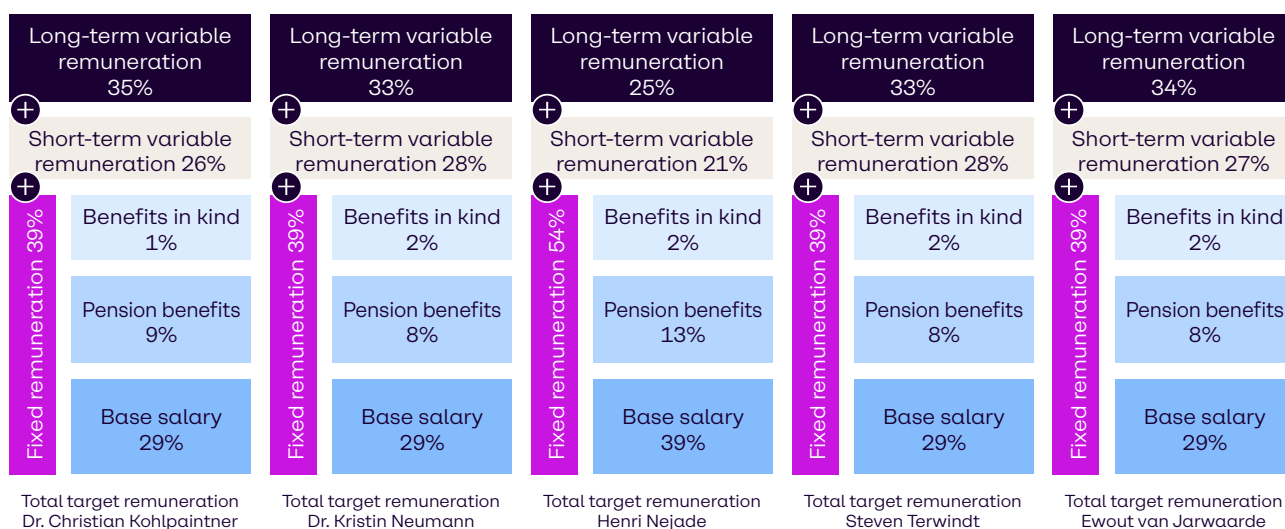 Long-term variable
remuneration
35%
Short-term variable
remuneration 26%
Fixed remuneration 39%
Benefits in kind
1%
Pension benefits
9%
Base salary
29%
Total target remuneration
Dr. Christian Kohlpaintner
Long-term variable
remuneration
33%
Short-term variable
remuneration 28%
Fixed remuneration 39%
Benefits in kind
2%
Pension benefits
8%
Base salary
29%
Total target remuneration
Dr. Kristin Neumann
Long-term variable
remuneration
25%
Short-term variable
remuneration 21%
Fixed remuneration 54%
Benefits in kind
2%
Pension benefits
13%
Base salary
39%
Total target remuneration
Henri Nejade
Long-term variable
remuneration
33%
Short-term variable
remuneration 28%
Fixed remuneration 39%
Benefits in kind
2%
Pension benefits
8%
Base salary
29%
Total target remuneration
Steven Terwindt
Long-term variable
remuneration
34%
Short-term variable
remuneration 27%
Fixed remuneration 39%
Benefits in kind
2%
Pension benefits
8%
Base salary
29%
Total target remuneration
Ewout van Jarwaarde